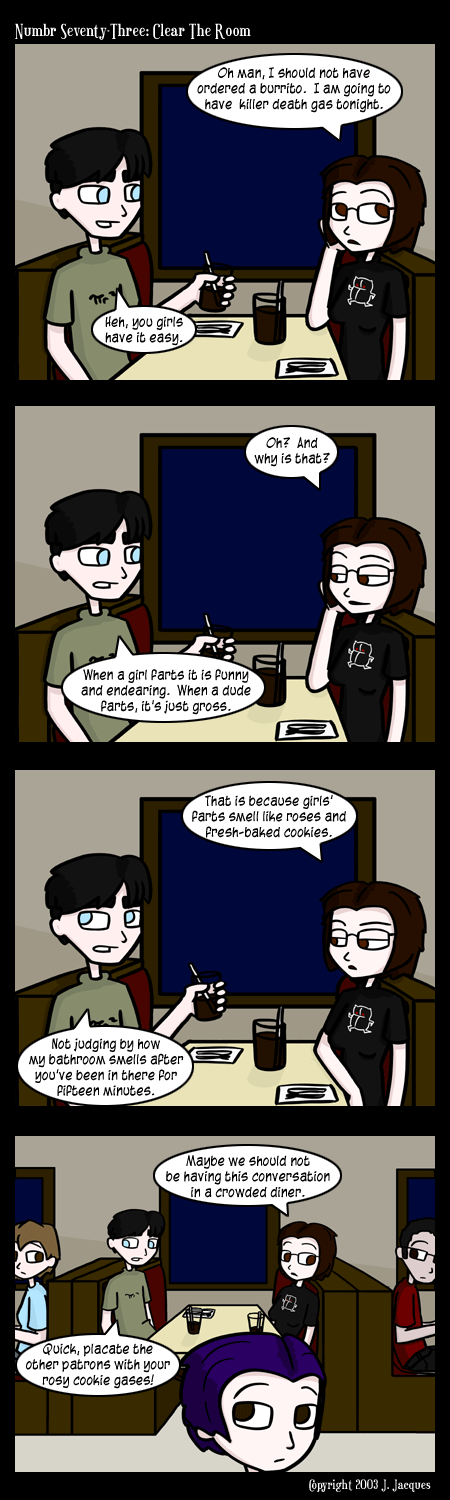 Numbr Seventy-Three: Clear The Room
Oh man, I should not have
ordered a burrito. I am going to
have killer death gas tonight.
Heh, you girls
have it easy.
Oh? And
why is that?
When a girl farts it is funny
and endearing. When a dude
farts, it's just gross.
That is because girls'
farts smell like roses and
fresh-baked cookies.
Not judging by how
my bathroom smells after
you've been in there for
fifteen minutes.
Maybe we should not
be having this conversation
in a crowded diner.
Quick, placate the
other patrons with your
rosy cookie gases!
Copyright 2003 J. Jacques